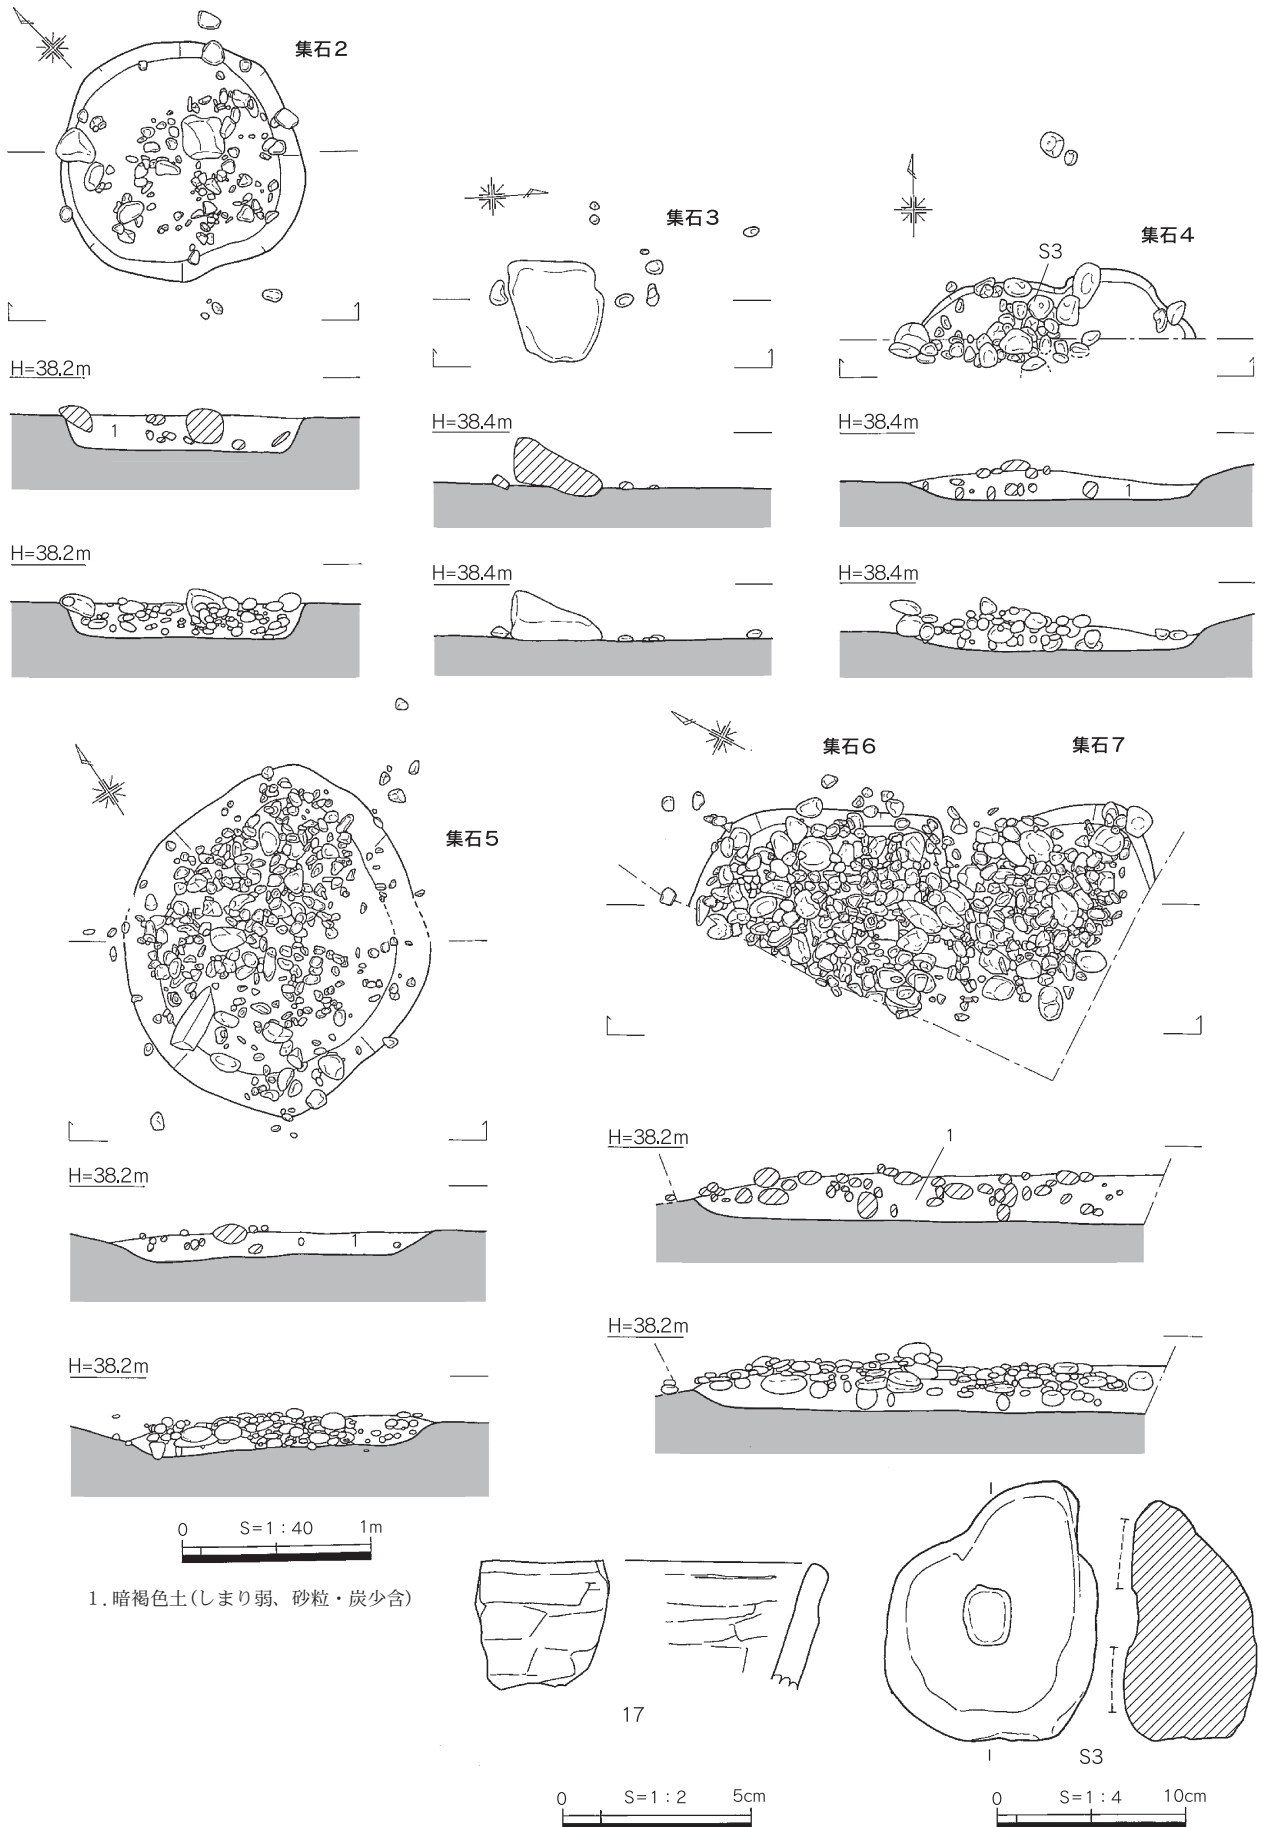 集石2
集石3
集石4
S3
H=38.2m
1
H=38.4m
H=38.4m
1
H=38.2m
H=38.4m
H=38.4m
集石5
集石6
集石7
H=38.2m
1
H=38.2m
1
H=38.2m
H=38.2m
0 S=1:40 1m
1.暗褐色土(しまり弱、砂粒・炭少含)
17
S3
0 S=1:2 5cm
0 S=1:4 10cm